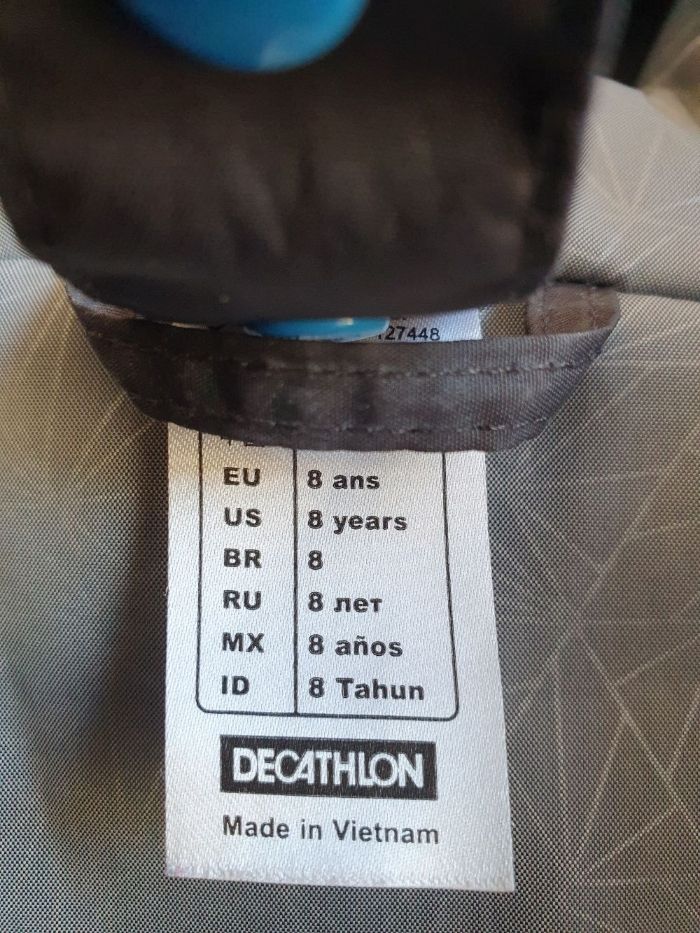 27448
EU 8 ans
US 8 years
BR 8
RU 8 лет
MX 8 años
ID 8 Tahun
DECATHLON
Made in Vietnam